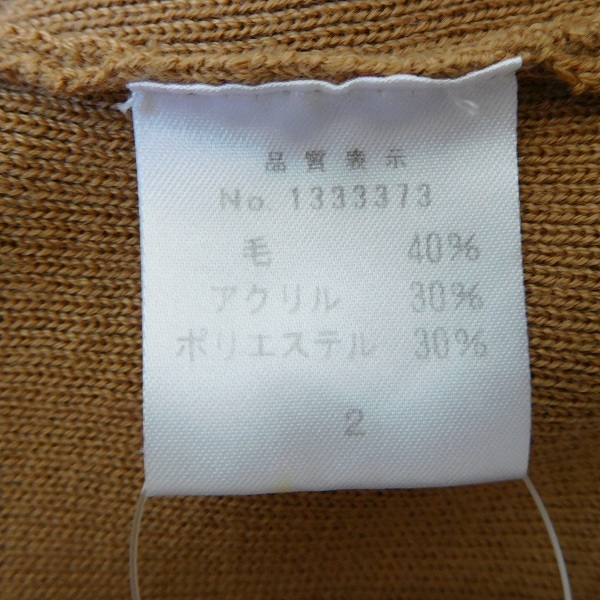 品質表示
No. 1333373
毛 40%
アクリル 30%
ポリエステル 30%
2